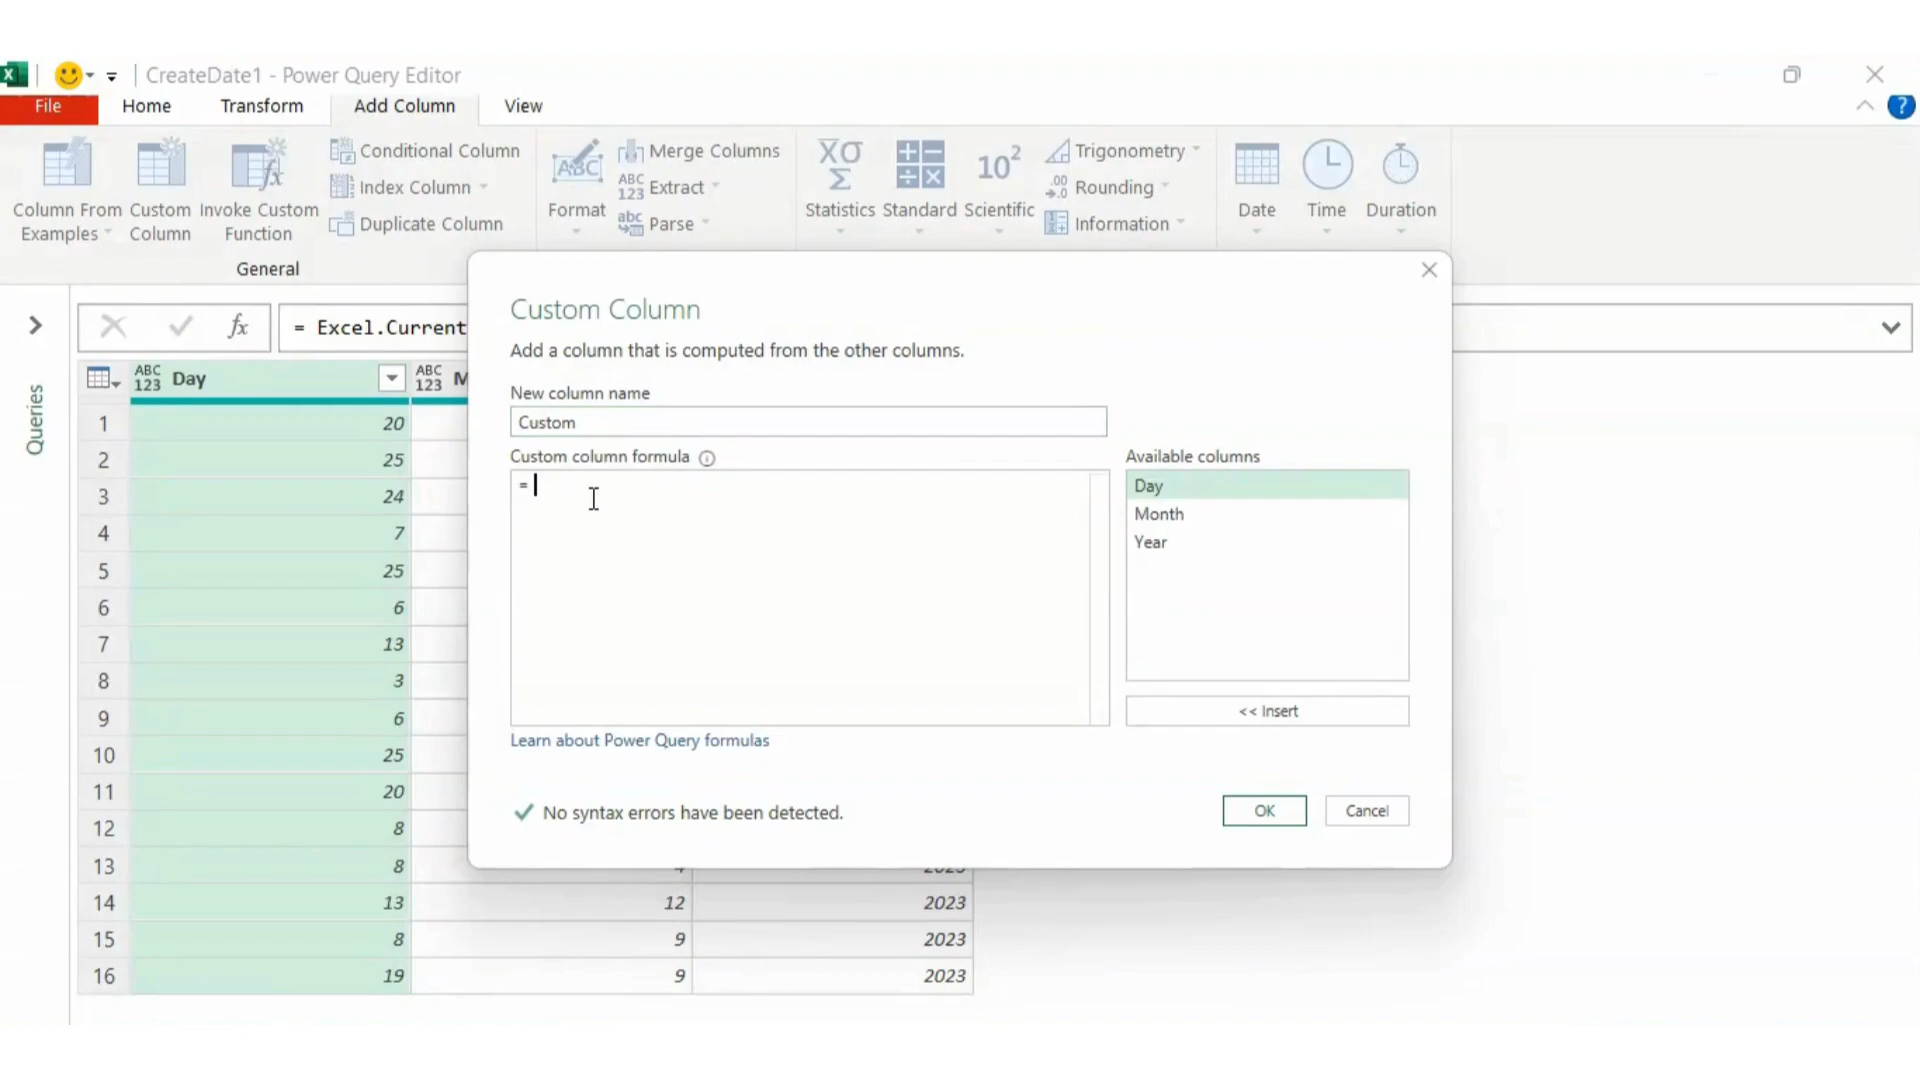 CreateDate1 - Power Query Editor
File Home Transform Add Column View
Column From Examples
Custom Column
Invoke Custom Function
Conditional Column
Index Column
Duplicate Column
General
ABC
Format
Merge Columns
ABC 123 Extract
abc Parse
XΟ Σ
Statistics
Standard
10²
Scientific
Trigonometry
.00 Rounding
Information
Date
Time
Duration
?
Queries
fx = Excel.Current
ABC 123 Day
ABC 123
1 20
2 25
3 24
4 7
5 25
6 6
7 13
8 3
9 6
10 25
11 20
12 8
13 8
14 13 12 2023
15 8 9 2023
16 19 9 2023
Custom Column
Add a column that is computed from the other columns.
New column name
Custom
Custom column formula
=
Available columns
Day
Month
Year
<< Insert
Learn about Power Query formulas
No syntax errors have been detected.
OK
Cancel